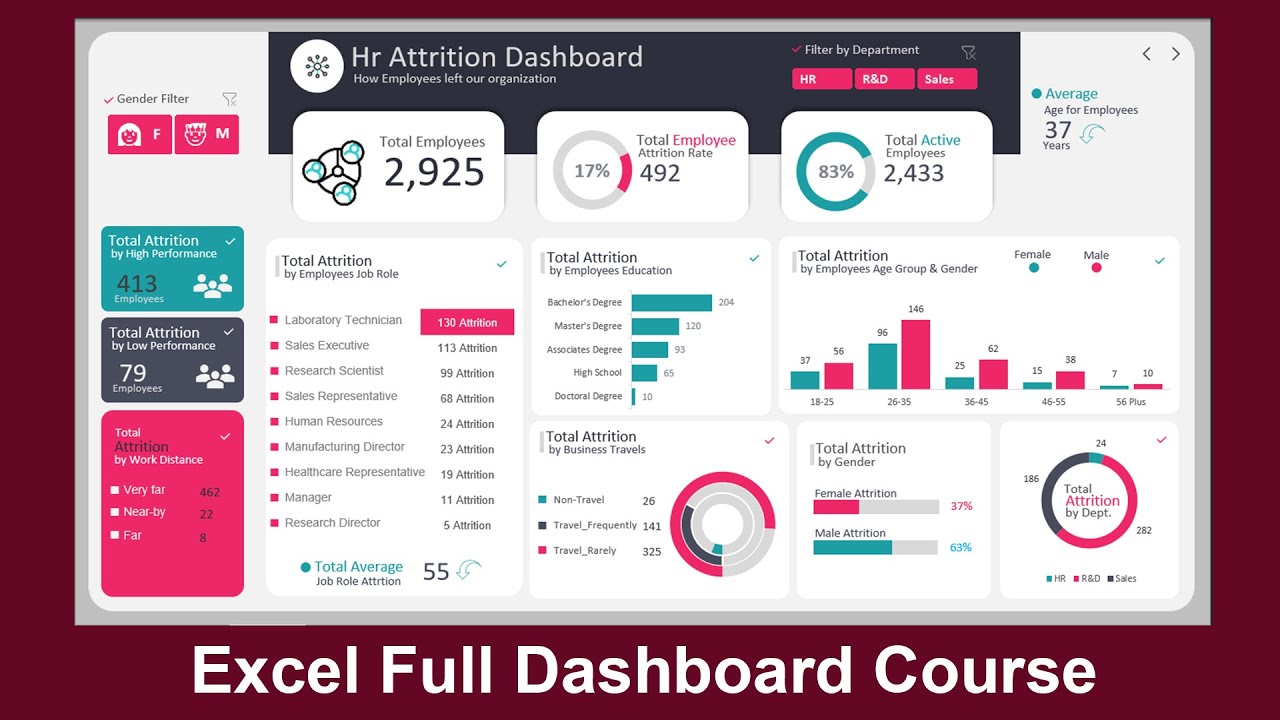 Hr Attrition Dashboard
How Employees left our organization
Filter by Department
HR R&D Sales
Gender Filter
F M
Average
Age for Employees
37
Years
Total Employees
2,925
17%
Total Employee
Attrition Rate
492
83%
Total Active
Employees
2,433
Total Attrition
by High Performance
413
Employees
Total Attrition
by Low Performance
79
Employees
Total
Attrition
by Work Distance
Very far 462
Near-by 22
Far 8
Total Attrition
by Employees Job Role
Laboratory Technician 130 Attrition
Sales Executive 113 Attrition
Research Scientist 99 Attrition
Sales Representative 68 Attrition
Human Resources 24 Attrition
Manufacturing Director 23 Attrition
Healthcare Representative 19 Attrition
Manager 11 Attrition
Research Director 5 Attrition
Total Average
Job Role Attrtion
55
Total Attrition
by Employees Education
Bachelor's Degree 204
Master's Degree 120
Associates Degree 93
High School 65
Doctoral Degree 10
Total Attrition
by Employees Age Group & Gender
Female Male
37 56 96 146 25 62 15 38 7 10
18-25 26-35 36-45 46-55 56 Plus
Total Attrition
by Business Travels
Non-Travel 26
Travel_Frequently 141
Travel_Rarely 325
Total Attrition
by Gender
Female Attrition
37%
Male Attrition
63%
24
186
Total
Attrition
by Dept.
282
HR R&D Sales
Excel Full Dashboard Course